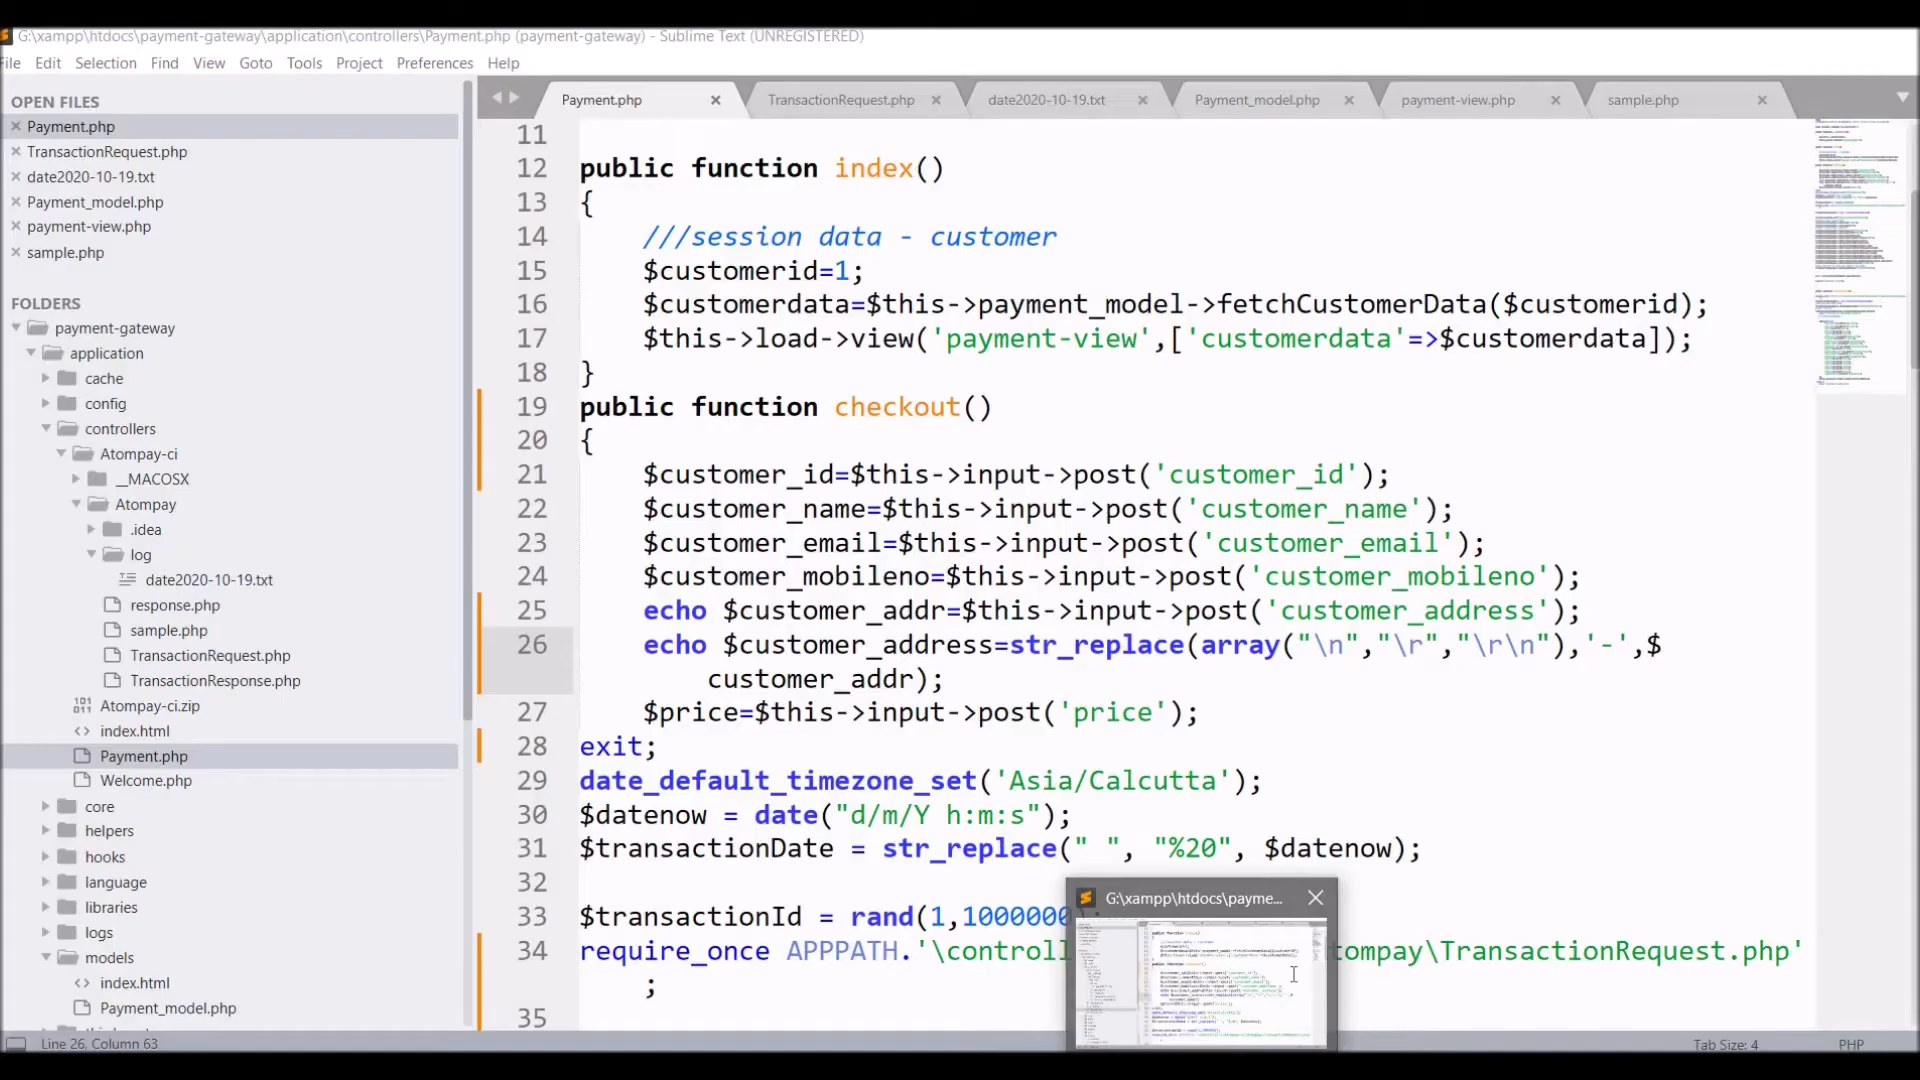 G:\xampp\htdocs\payment-gateway\application\controllers\Payment.php (payment-gateway) - Sublime Text (UNREGISTERED)
File Edit Selection Find View Goto Tools Project Preferences Help
OPEN FILES
Payment.php
TransactionRequest.php
date2020-10-19.txt
Payment_model.php
payment-view.php
sample.php
FOLDERS
payment-gateway
application
cache
config
controllers
Atompay-ci
__MACOSX
Atompay
.idea
log
date2020-10-19.txt
response.php
sample.php
TransactionRequest.php
TransactionResponse.php
Atompay-ci.zip
index.html
Payment.php
Welcome.php
core
helpers
hooks
language
libraries
logs
models
index.html
Payment_model.php
Payment.php TransactionRequest.php date2020-10-19.txt Payment_model.php payment-view.php sample.php
11
12 public function index()
13 {
14 ///session data - customer
15 $customerid=1;
16 $customerdata=$this->payment_model->fetchCustomerData($customerid);
17 $this->load->view('payment-view',['customerdata'=>$customerdata]);
18 }
19 public function checkout()
20 {
21 $customer_id=$this->input->post('customer_id');
22 $customer_name=$this->input->post('customer_name');
23 $customer_email=$this->input->post('customer_email');
24 $customer_mobileno=$this->input->post('customer_mobileno');
25 echo $customer_addr=$this->input->post('customer_address');
26 echo $customer_address=str_replace(array("\n","\r","\r\n"),'-',$
customer_addr);
27 $price=$this->input->post('price');
28 exit;
29 date_default_timezone_set('Asia/Calcutta');
30 $datenow = date("d/m/Y h:m:s");
31 $transactionDate = str_replace(" ", "%20", $datenow);
32
33 $transactionId = rand(1,1000000);
34 require_once APPPATH.'\controll tompay\TransactionRequest.php'
;
35
G:\xampp\htdocs\payme...
Line 26, Column 63
Tab Size: 4
PHP